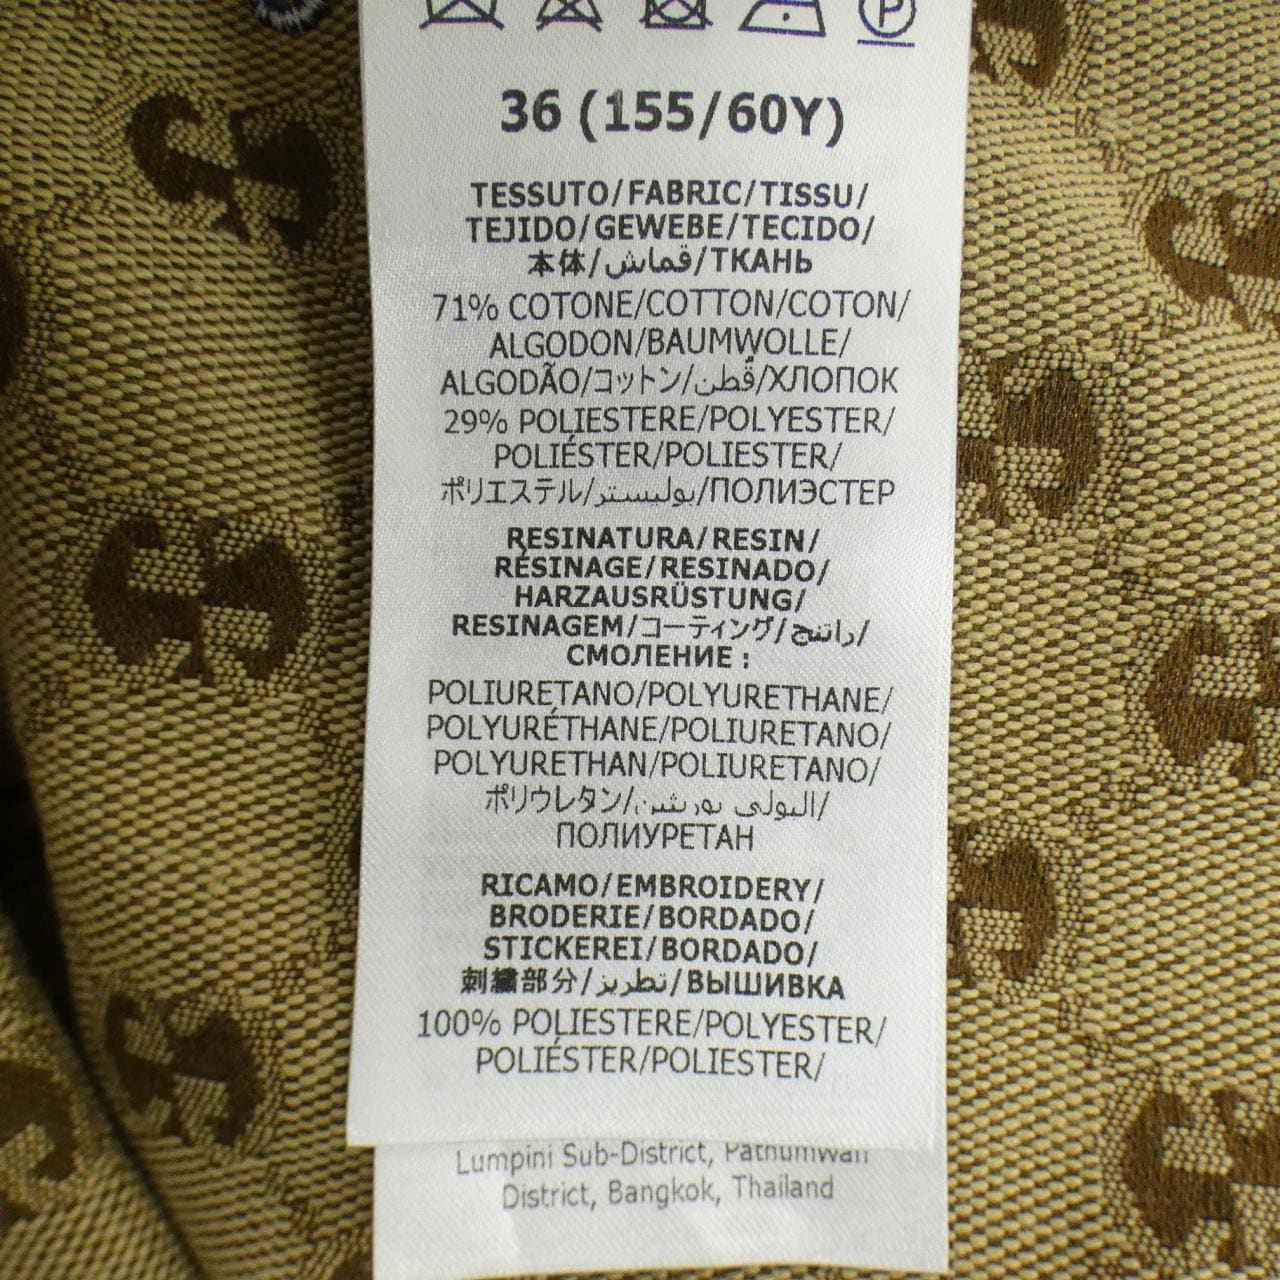 P
36 (155/60Y)
TESSUTO/FABRIC/TISSU/
TEJIDO/GEWEBE/TECIDO/
本体/قماش/ТКАНЬ
71% COTONE/COTTON/COTON/
ALGODON/BAUMWOLLE/
ALGODÃO/コットン/قُطن/ХЛОПОК
29% POLIESTERE/POLYESTER/
POLIÉSTER/POLIESTER/
ポリエステル/بوليستر/ПОЛИЭСТЕР
RESINATURA/RESIN/
RÉSINAGE/RESINADO/
HARZAUSRÜSTUNG/
RESINAGEM/コーティング/راتنج/
СМОЛЕНИЕ:
POLIURETANO/POLYURETHANE/
POLYURÉTHANE/POLIURETANO/
POLYURETHAN/POLIURETANO/
ポリウレタン/البولي يورشين/
ПОЛИУРЕТАН
RICAMO/EMBROIDERY/
BRODERIE/BORDADO/
STICKEREI/BORDADO/
刺繍部分/تطريز/ВЫШИВКА
100% POLIESTERE/POLYESTER/
POLIÉSTER/POLIESTER/
Lumpini Sub-District, Pathumwan
District, Bangkok, Thailand